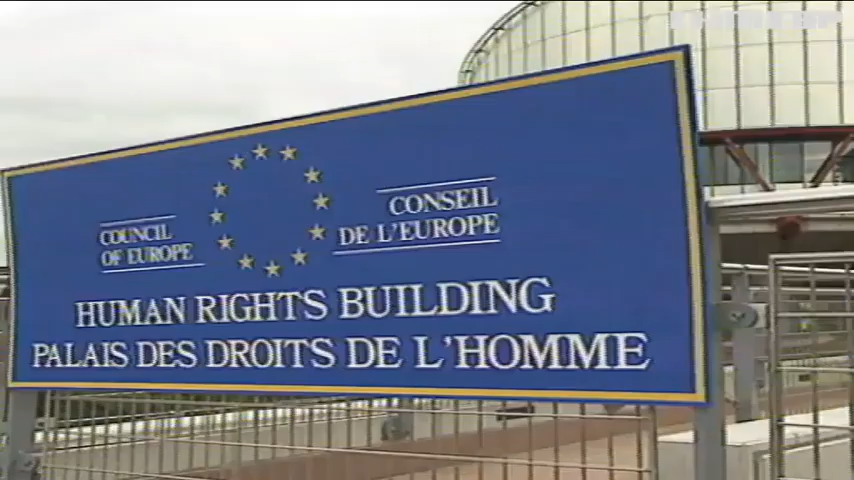 COUNCIL
OF EUROPE
CONSEIL
DE L'EUROPE
HUMAN RIGHTS BUILDING
PALAIS DES DROITS DE L'HOMME